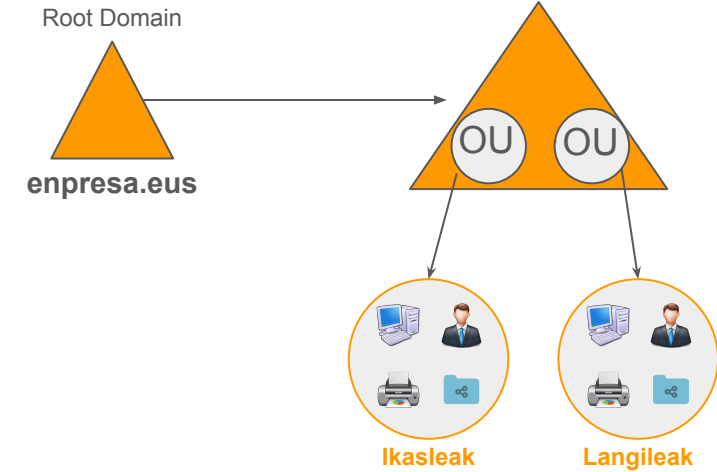 Root Domain
enpresa.eus
OU
OU
Ikasleak
Langileak